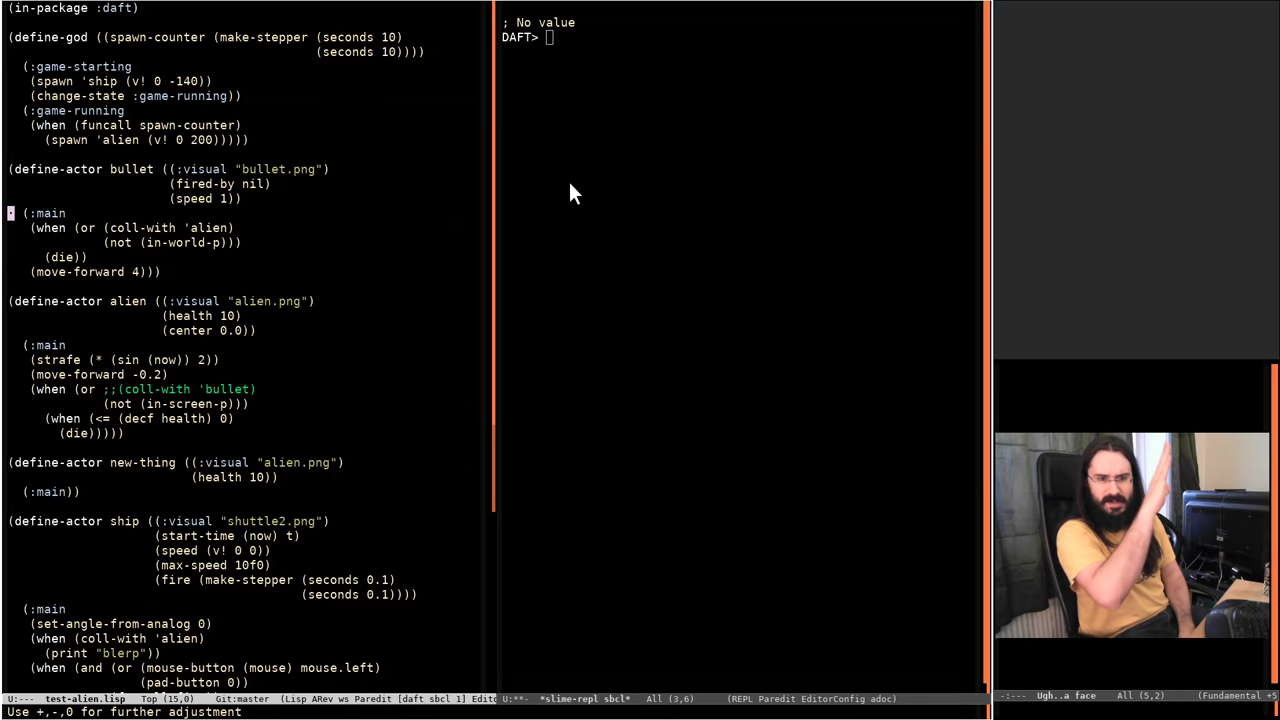 (in-package :daft)
(define-god ((spawn-counter (make-stepper (seconds 10)
(seconds 10))))
(:game-starting
(spawn 'ship (v! 0 -140))
(change-state :game-running))
(:game-running
(when (funcall spawn-counter)
(spawn 'alien (v! 0 200)))))
(define-actor bullet ((:visual "bullet.png")
(fired-by nil)
(speed 1))
(:main
(when (or (coll-with 'alien)
(not (in-world-p)))
(die))
(move-forward 4)))
(define-actor alien ((:visual "alien.png")
(health 10)
(center 0.0))
(:main
(strafe (* (sin (now)) 2))
(move-forward -0.2)
(when (or ;;(coll-with 'bullet)
(not (in-screen-p)))
(when (<= (decf health) 0)
(die)))))
(define-actor new-thing ((:visual "alien.png")
(health 10))
(:main))
(define-actor ship ((:visual "shuttle2.png")
(start-time (now) t)
(speed (v! 0 0))
(max-speed 10f0)
(fire (make-stepper (seconds 0.1)
(seconds 0.1))))
(:main
(set-angle-from-analog 0)
(when (coll-with 'alien)
(print "blerp"))
(when (and (or (mouse-button (mouse) mouse.left)
(pad-button 0))
U:--- test-alien.lisp Top (15,0) Git:master (Lisp ARev ws Paredit [daft sbcl 1] Edito
Use +,-,0 for further adjustment
; No value
DAFT>
U:**- *slime-repl sbcl* All (3,6) (REPL Paredit EditorConfig adoc)
-:--- Ugh..a face All (5,2) (Fundamental +5